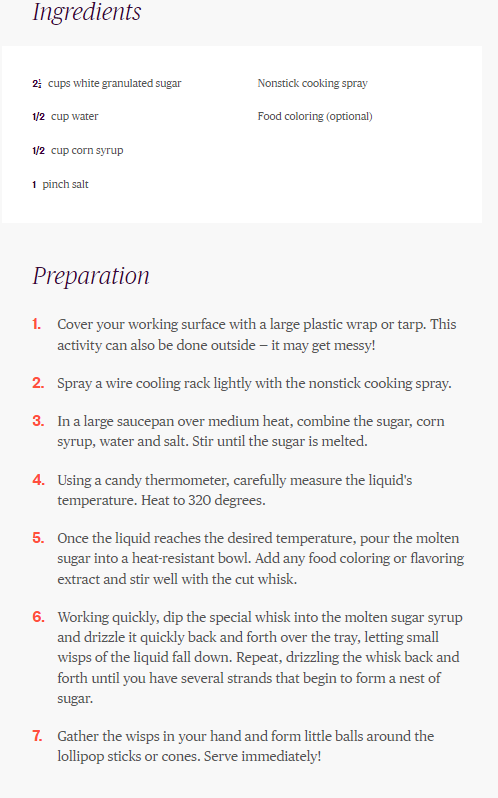 Ingredients
cups white granulated sugar
1/2 cup water
1/2 cup corn syrup
1 pinch salt
Nonstick cooking spray
Food coloring (optional)
Preparation
1. Cover your working surface with a large plastic wrap or tarp. This
activity can also be done outside – it may get messy!
2. Spray a wire cooling rack lightly with the nonstick cooking spray.
3. In a large saucepan over medium heat, combine the sugar, corn
syrup, water and salt. Stir until the sugar is melted.
4. Using a candy thermometer, carefully measure the liquid's
temperature. Heat to 320 degrees.
5. Once the liquid reaches the desired temperature, pour the molten
sugar into a heat-resistant bowl. Add any food coloring or flavoring
extract and stir well with the cut whisk.
6. Working quickly, dip the special whisk into the molten sugar syrup
and drizzle it quickly back and forth over the tray, letting small
wisps of the liquid fall down. Repeat, drizzling the whisk back and
forth until you have several strands that begin to form a nest of
sugar.
7. Gather the wisps in your hand and form little balls around the
lollipop sticks or cones. Serve immediately!